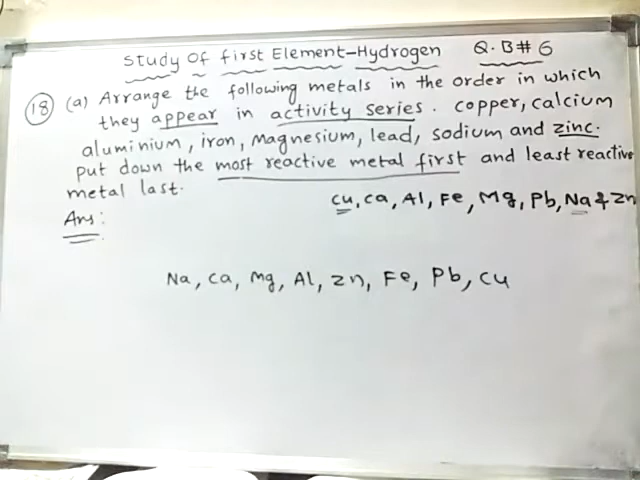 Study Of first Element-Hydrogen Q.B# 6
18 (a) Arrange the following metals in the order in which
they appear in activity series. copper, calcium
aluminium, iron, Magnesium, lead, sodium and zinc.
put down the most reactive metal first and least reactive
metal last.
Cu, Ca, Al, Fe, Mg, Pb, Na & Zn
Ans:
Na, Ca, Mg, Al, Zn, Fe, Pb, Cu